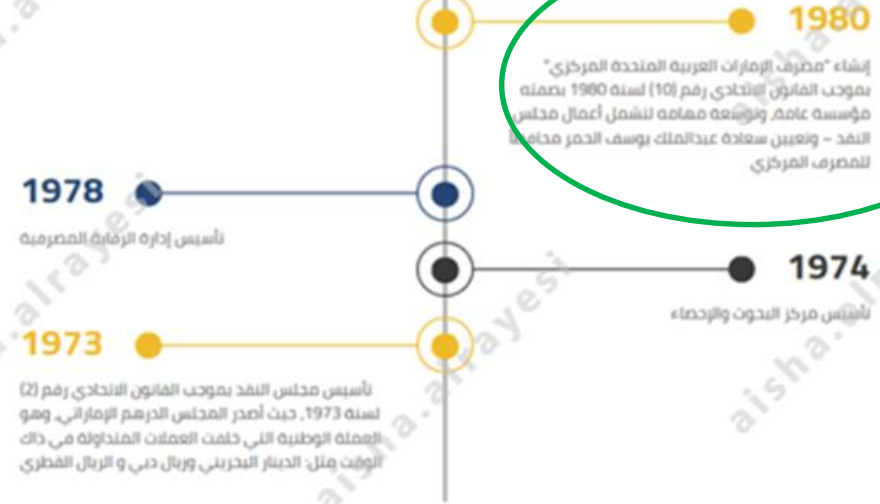 1980
إنشاء "مصرف الإمارات العربية المتحدة المركزي"
بموجب القانون الاتحادي رقم (10) لسنة 1980 بصفته
مؤسسة عامة، وتوسعة مهامه لتشمل أعمال مجلس
النقد – وتعيين سعادة عبدالملك يوسف الحمر محافظاً
للمصرف المركزي
1978
تأسيس إدارة الرقابة المصرفية
1974
تأسيس مركز البحوث والإحصاء
1973
تأسيس مجلس النقد بموجب القانون الاتحادي رقم (2)
لسنة 1973, حيث أصدر المجلس الدرهم الإماراتي، وهو
العملة الوطنية التي خلفت العملات المتداولة في ذاك
الوقت مثل: الدينار البحريني وريال دبي و الريال القطري
aisha.alrayesi